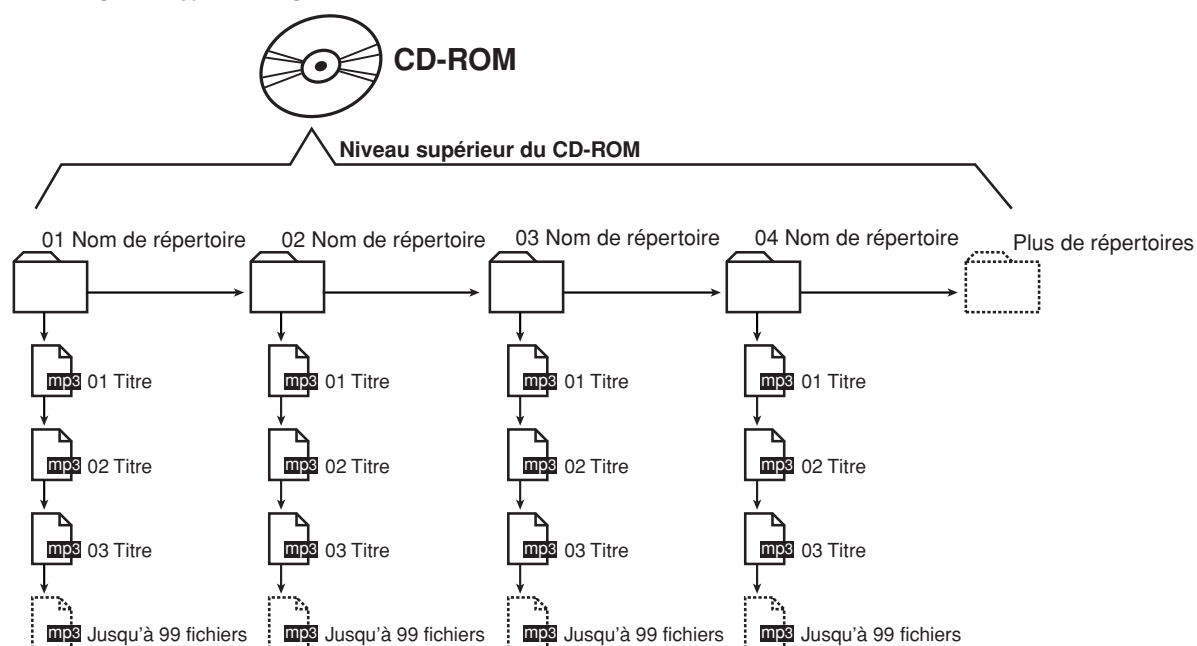 CD-ROM
Niveau supérieur du CD-ROM
01 Nom de répertoire 02 Nom de répertoire 03 Nom de répertoire 04 Nom de répertoire Plus de répertoires
mp3 01 Titre mp3 01 Titre mp3 01 Titre mp3 01 Titre
mp3 02 Titre mp3 02 Titre mp3 02 Titre mp3 02 Titre
mp3 03 Titre mp3 03 Titre mp3 03 Titre mp3 03 Titre
mp3 Jusqu'à 99 fichiers mp3 Jusqu'à 99 fichiers mp3 Jusqu'à 99 fichiers mp3 Jusqu'à 99 fichiers